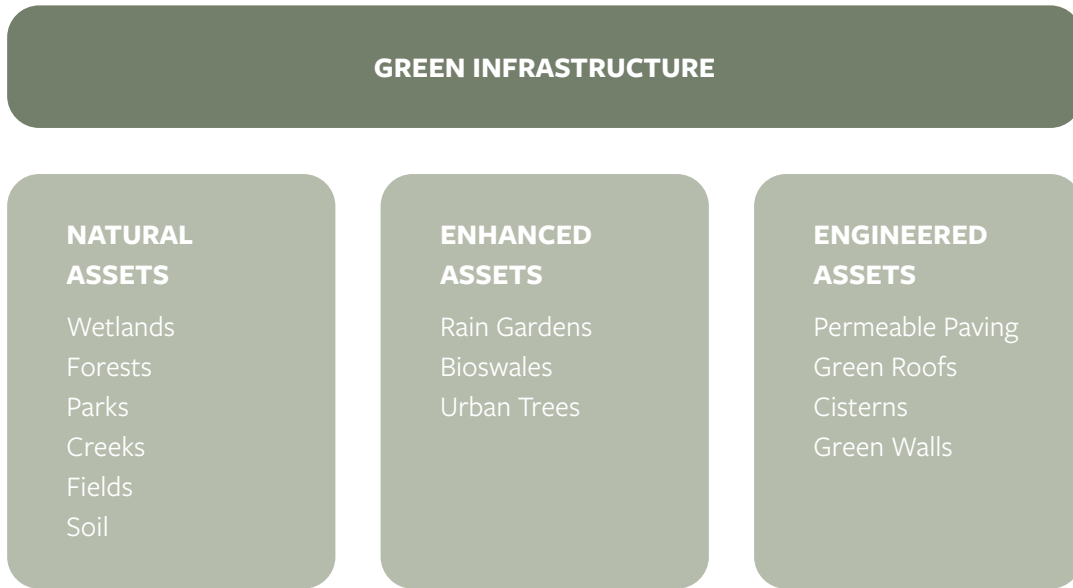 GREEN INFRASTRUCTURE
NATURAL
ASSETS
Wetlands
Forests
Parks
Creeks
Fields
Soil
ENHANCED
ASSETS
Rain Gardens
Bioswales
Urban Trees
ENGINEERED
ASSETS
Permeable Paving
Green Roofs
Cisterns
Green Walls